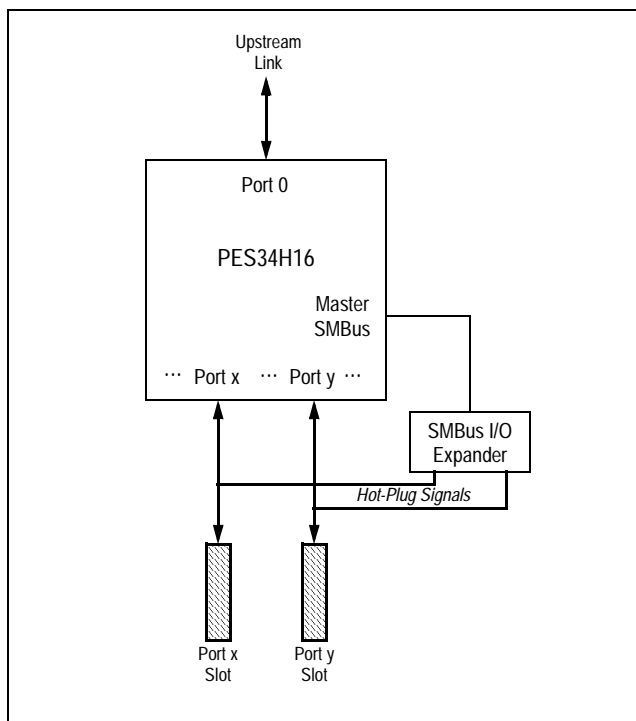 Upstream
Link
Port 0
PES34H16
Master
SMBus
··· Port x ··· Port y ···
SMBus I/O
Expander
Hot-Plug Signals
Port x
Slot
Port y
Slot